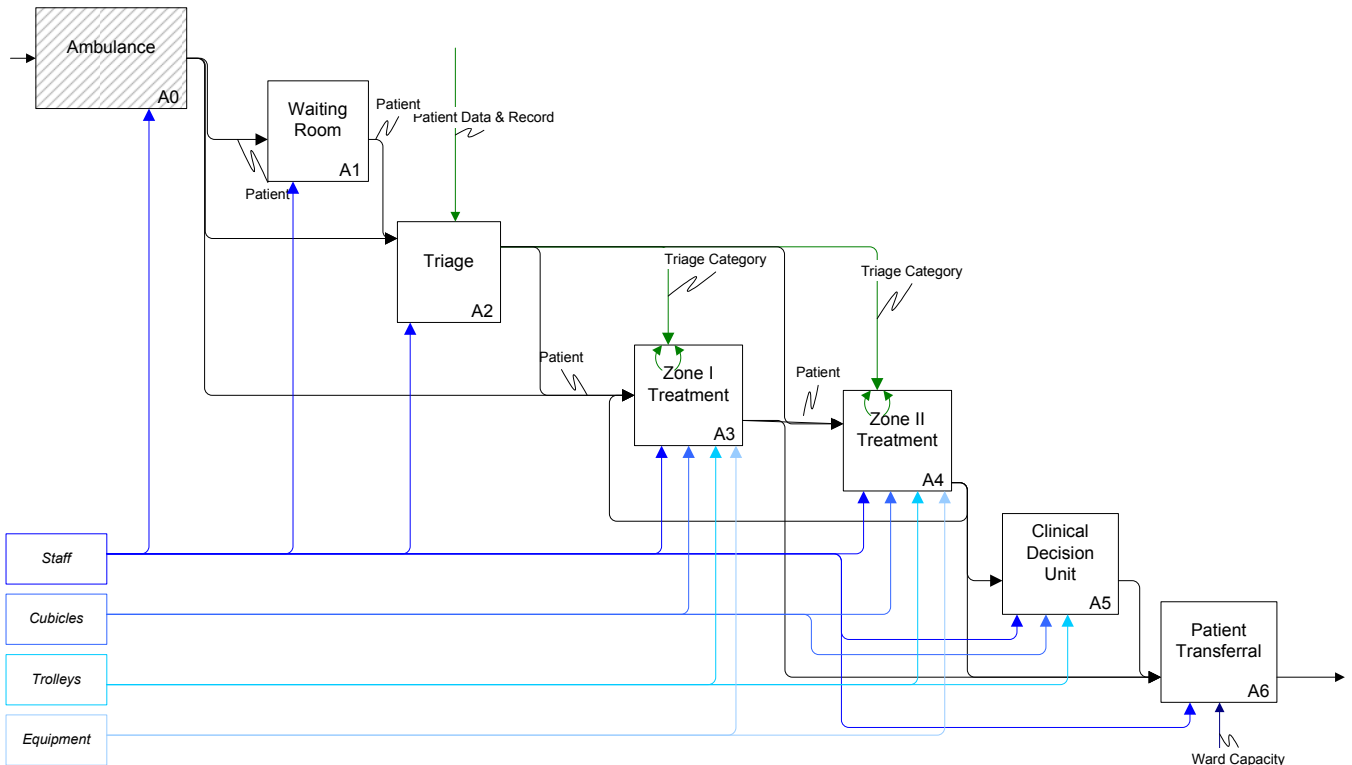 Ambulance
A0
Waiting
Room
A1
Patient
Patient
Patient Data & Record
Triage
A2
Triage Category
Triage Category
Patient
Zone I
Treatment
A3
Patient
Zone II
Treatment
A4
Clinical
Decision
Unit
A5
Patient
Transferral
A6
Staff
Cubicles
Trolleys
Equipment
Ward Capacity